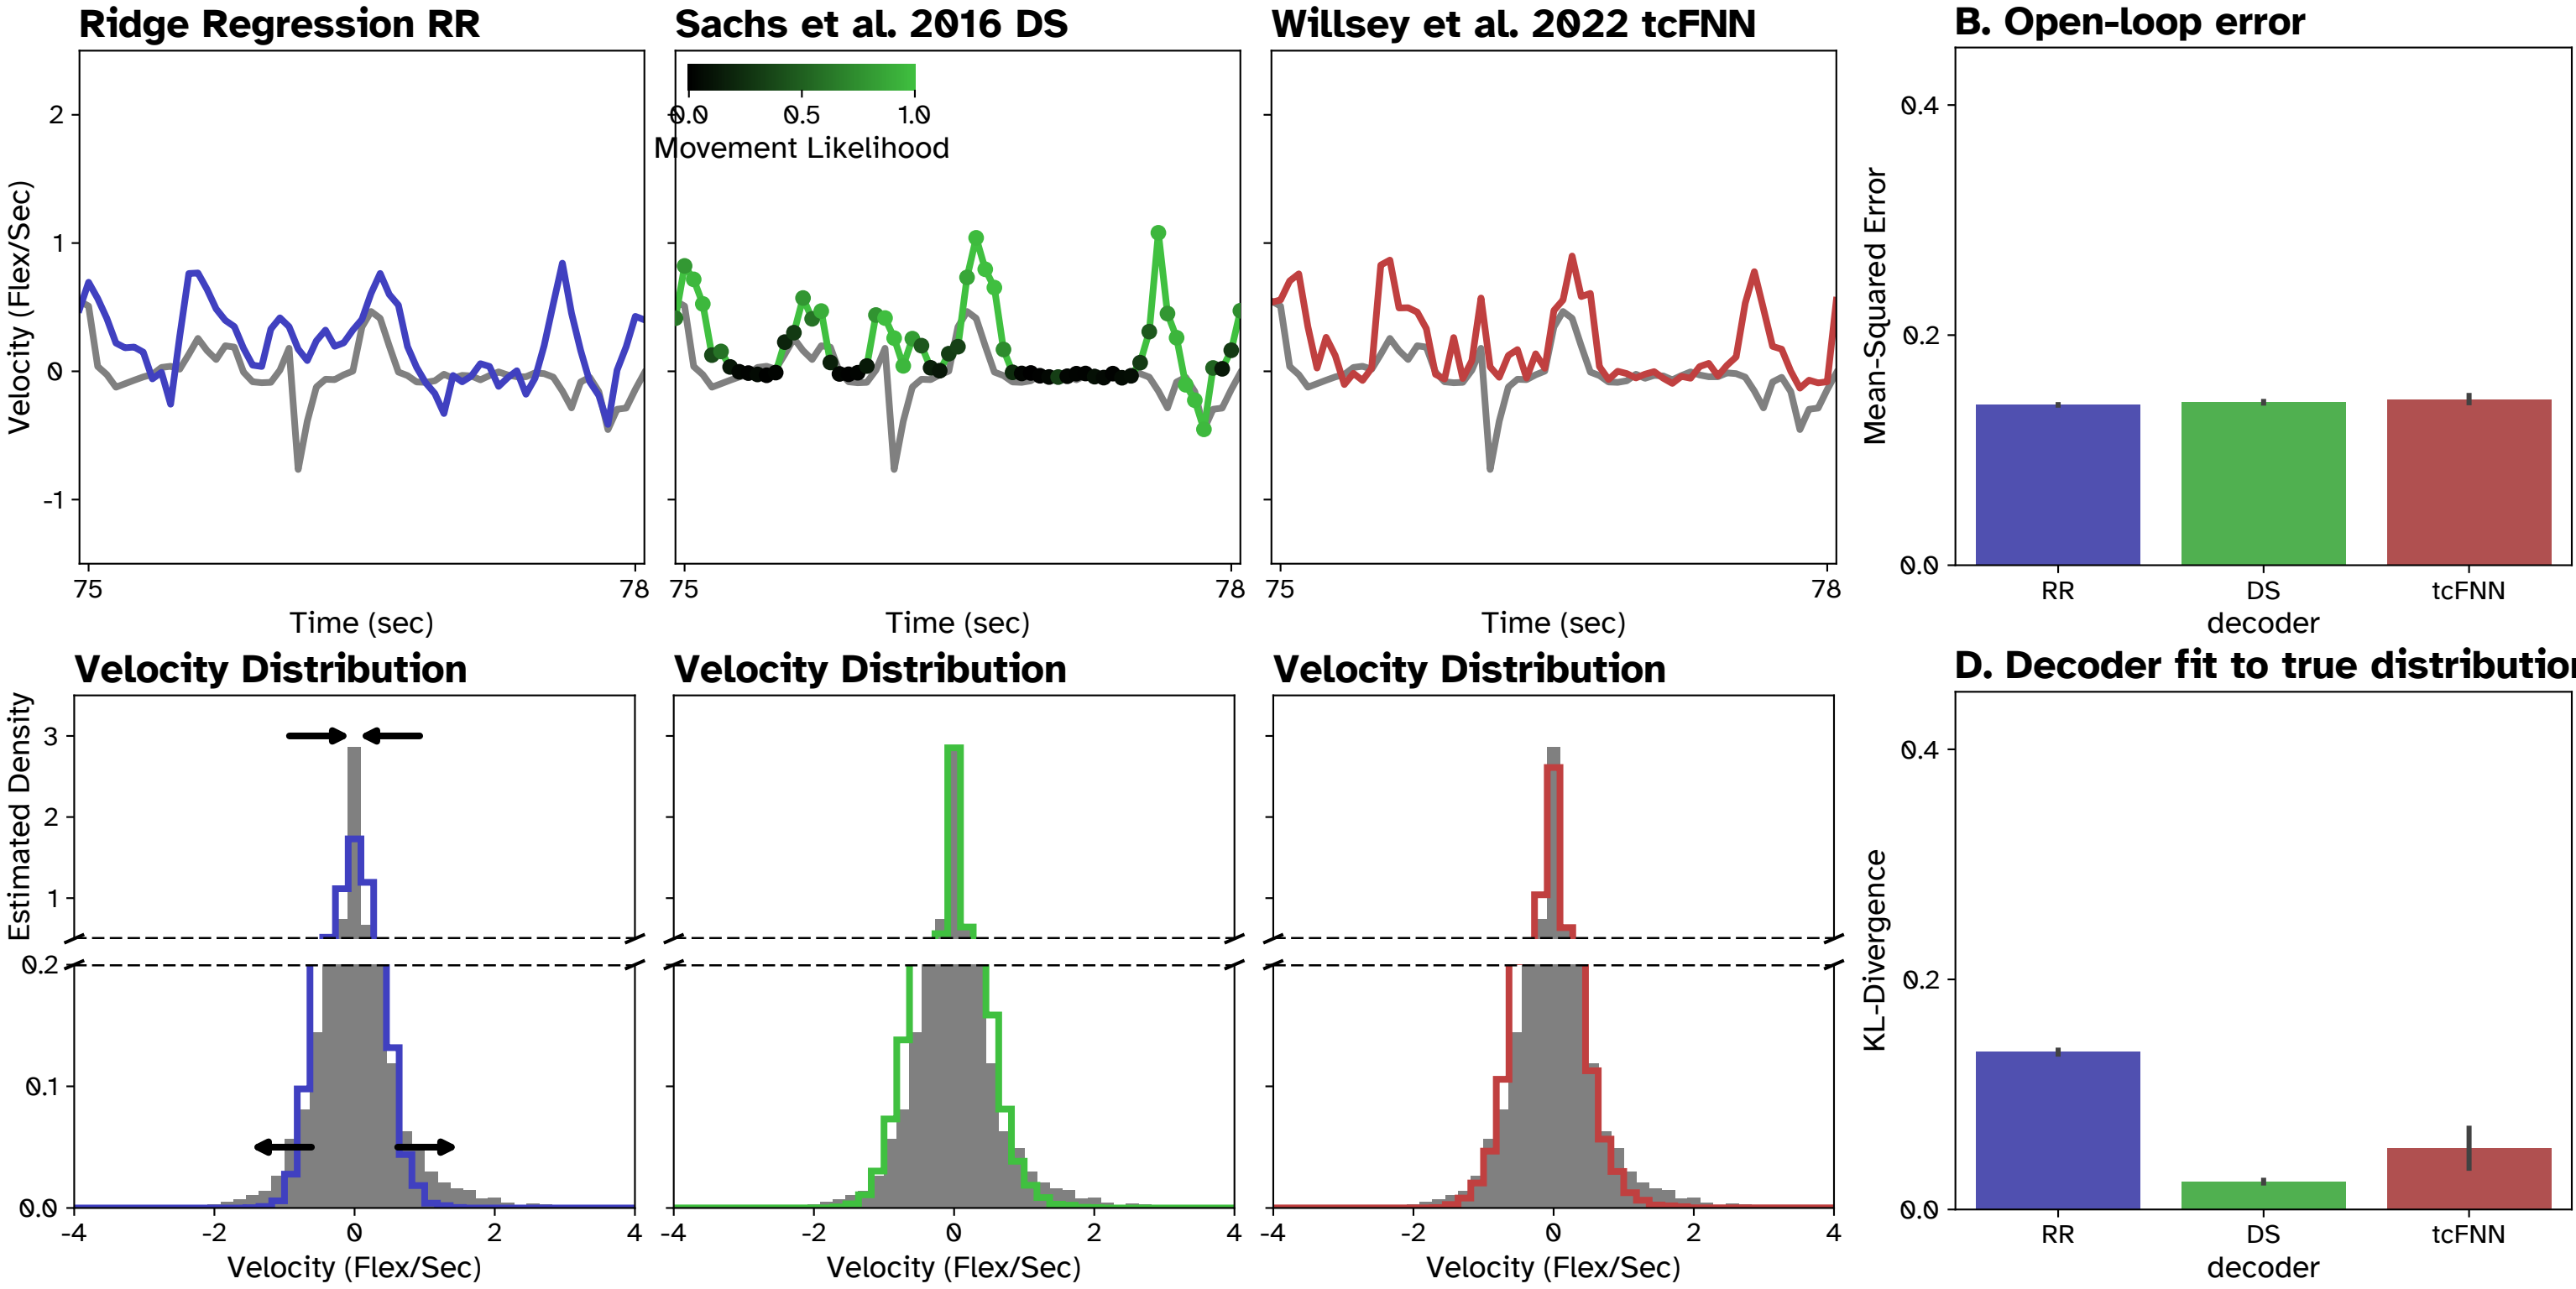 Ridge Regression RR
Velocity (Flex/Sec)
2
1
0
-1
75
78
Time (sec)
Sachs et al. 2016 DS
0.0
0.5
1.0
Movement Likelihood
75
78
Time (sec)
Willsey et al. 2022 tcFNN
75
78
Time (sec)
B. Open-loop error
Mean-Squared Error
0.4
0.2
0.0
RR
DS
tcFNN
decoder
Velocity Distribution
Estimated Density
3
2
1
0.2
0.1
0.0
-4
-2
0
2
4
Velocity (Flex/Sec)
Velocity Distribution
-4
-2
0
2
4
Velocity (Flex/Sec)
Velocity Distribution
-4
-2
0
2
4
Velocity (Flex/Sec)
D. Decoder fit to true distribution
KL-Divergence
0.4
0.2
0.0
RR
DS
tcFNN
decoder